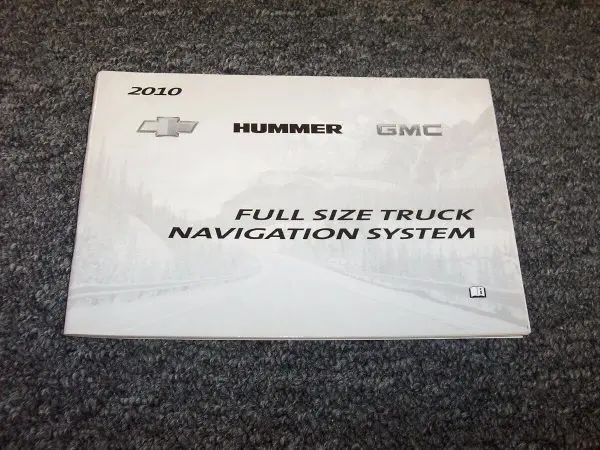 2010
HUMMER GMC
FULL SIZE TRUCK
NAVIGATION SYSTEM